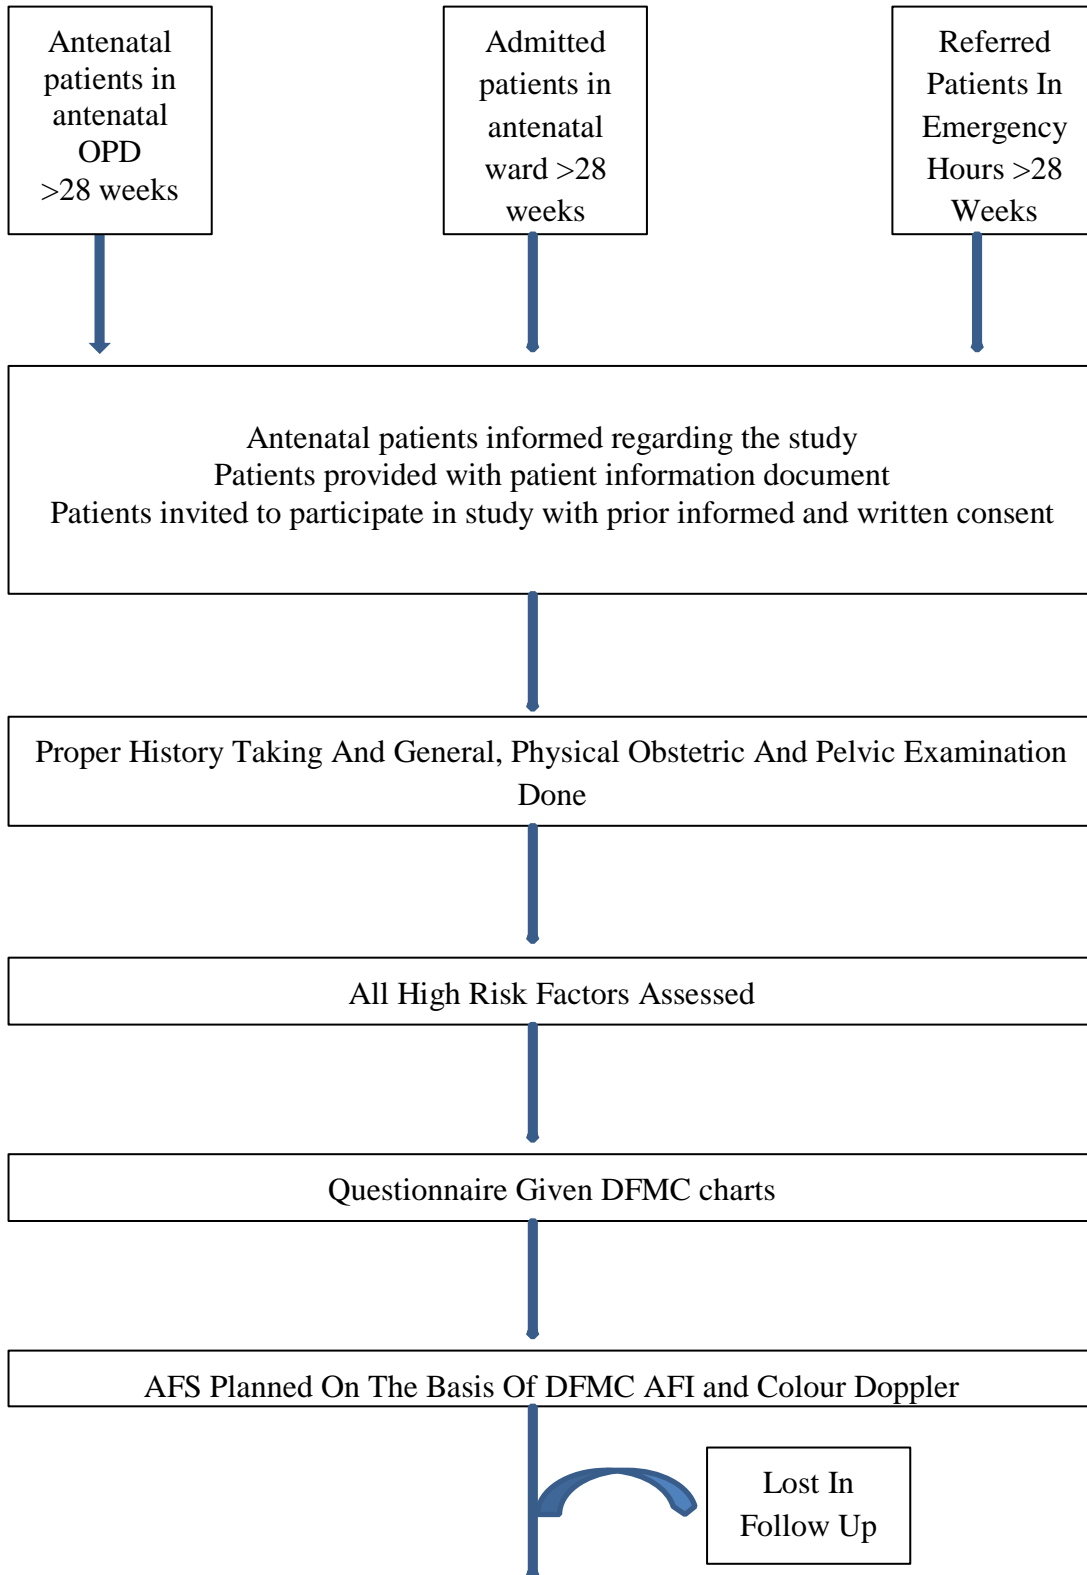 Antenatal
patients in
antenatal
OPD
>28 weeks
Admitted
patients in
antenatal
ward >28
weeks
Referred
Patients In
Emergency
Hours >28
Weeks
Antenatal patients informed regarding the study
Patients provided with patient information document
Patients invited to participate in study with prior informed and written consent
Proper History Taking And General, Physical Obstetric And Pelvic Examination
Done
All High Risk Factors Assessed
Questionnaire Given DFMC charts
AFS Planned On The Basis Of DFMC AFI and Colour Doppler
Lost In
Follow Up